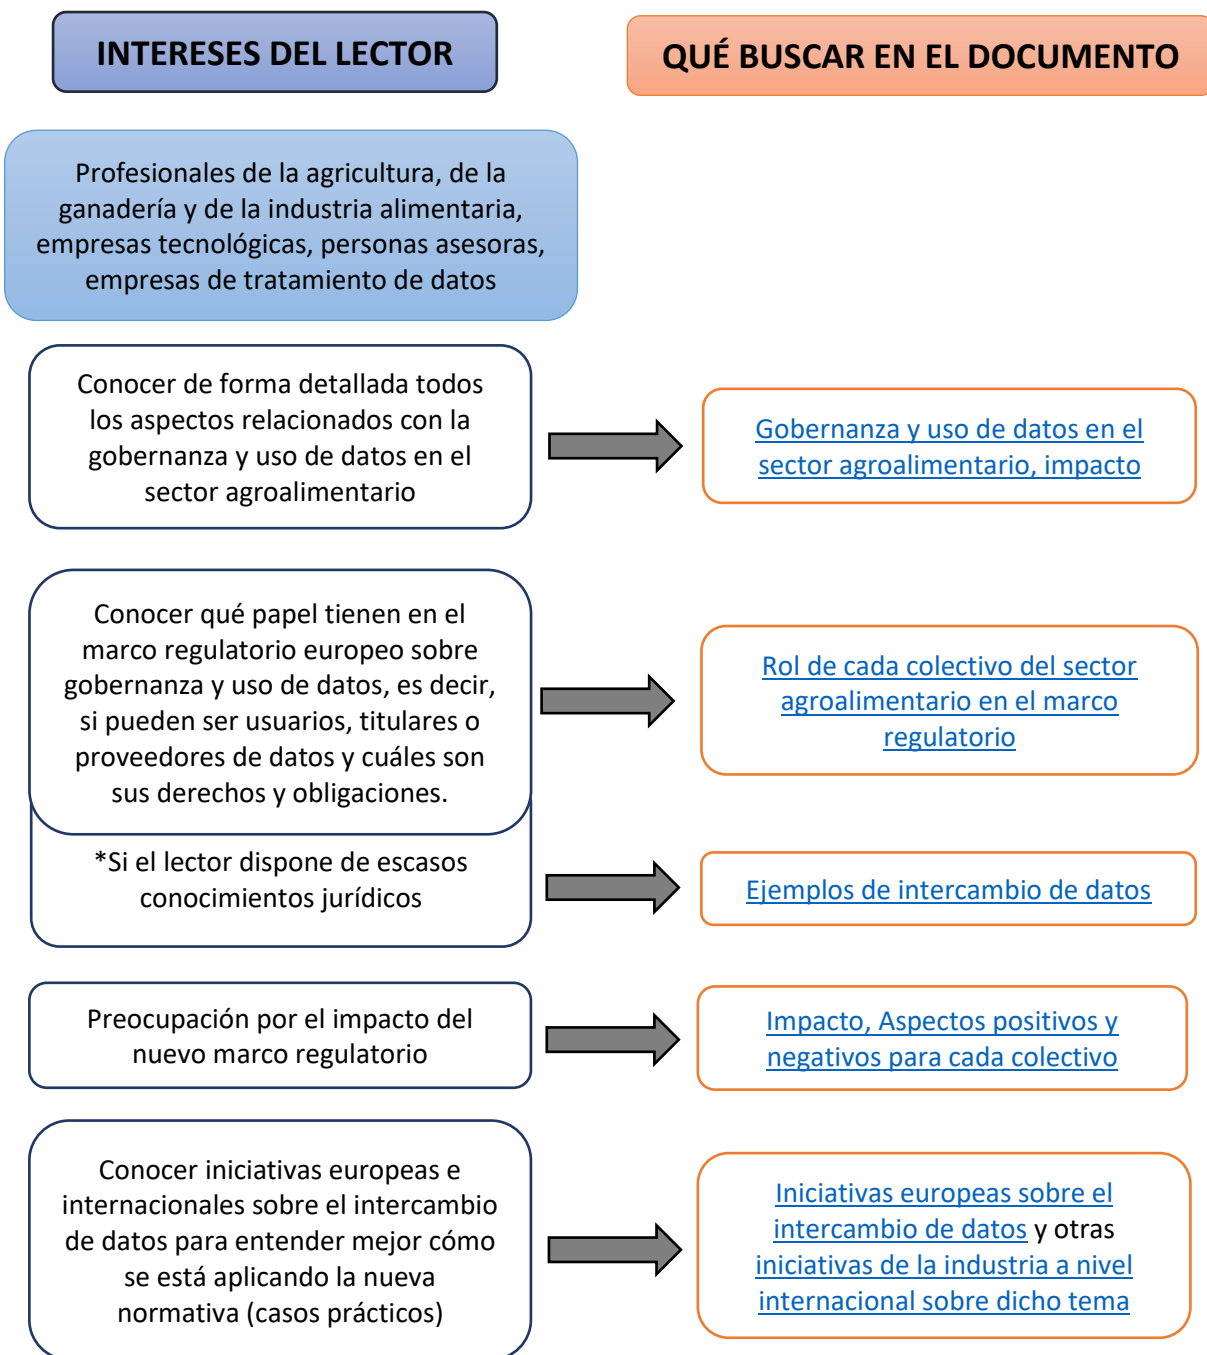 INTERESES DEL LECTOR
QUÉ BUSCAR EN EL DOCUMENTO
Profesionales de la agricultura, de la
ganadería y de la industria alimentaria,
empresas tecnológicas, personas asesoras,
empresas de tratamiento de datos
Conocer de forma detallada todos
los aspectos relacionados con la
gobernanza y uso de datos en el
sector agroalimentario
Gobernanza y uso de datos en el
sector agroalimentario, impacto
Conocer qué papel tienen en el
marco regulatorio europeo sobre
gobernanza y uso de datos, es decir,
si pueden ser usuarios, titulares o
proveedores de datos y cuáles son
sus derechos y obligaciones.
Rol de cada colectivo del sector
agroalimentario en el marco
regulatorio
*Si el lector dispone de escasos
conocimientos jurídicos
Ejemplos de intercambio de datos
Preocupación por el impacto del
nuevo marco regulatorio
Impacto, Aspectos positivos y
negativos para cada colectivo
Conocer iniciativas europeas e
internacionales sobre el intercambio
de datos para entender mejor cómo
se está aplicando la nueva
normativa (casos prácticos)
Iniciativas europeas sobre el
intercambio de datos y otras
iniciativas de la industria a nivel
internacional sobre dicho tema